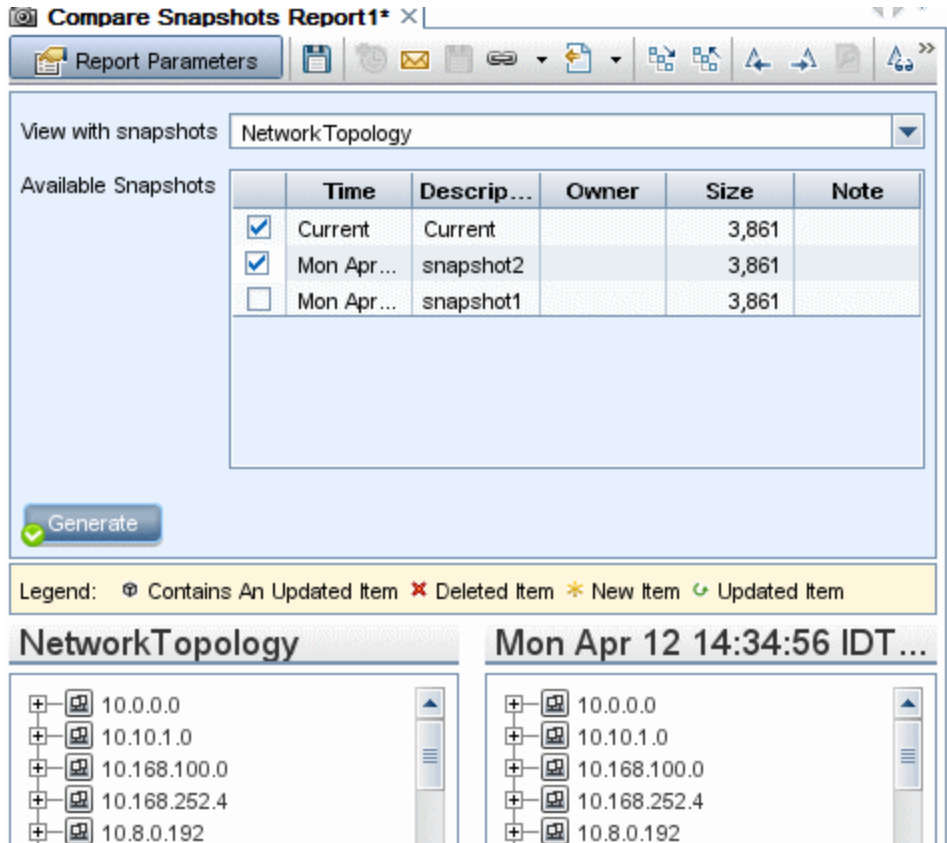 Compare Snapshots Report1*
Report Parameters
View with snapshots NetworkTopology
Available Snapshots Time Descrip... Owner Size Note
Current Current 3,861
Mon Apr... snapshot2 3,861
Mon Apr... snapshot1 3,861
Generate
Legend: Contains An Updated Item Deleted Item New Item Updated Item
NetworkTopology Mon Apr 12 14:34:56 IDT...
10.0.0.0 10.0.0.0
10.10.1.0 10.10.1.0
10.168.100.0 10.168.100.0
10.168.252.4 10.168.252.4
10.8.0.192 10.8.0.192